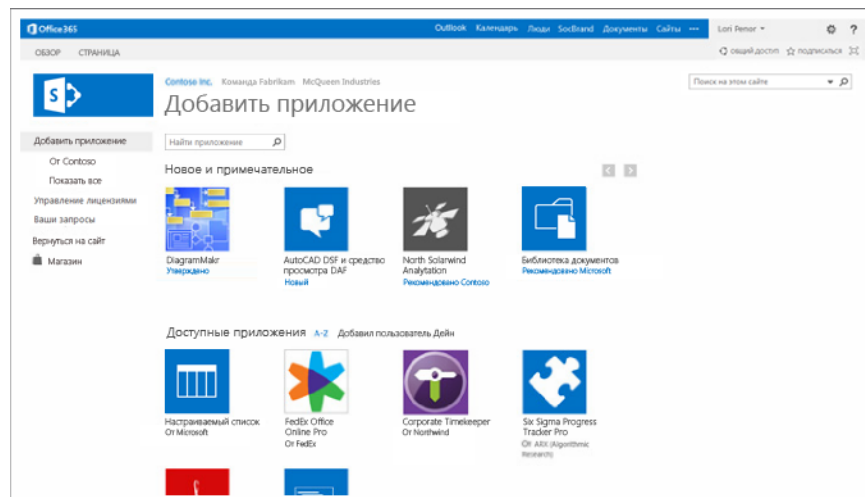 Office 365
Outlook Календарь Люди SocBrand Документы Сайты ••• Lori Penor ?
ОБЗОР СТРАНИЦА общий доступ подписаться
Contoso Inc. Команда Fabrikam McQueen Industries
Поиск на этом сайте
Добавить приложение
Добавить приложение
От Contoso
Показать все
Управление лицензиями
Ваши запросы
Вернуться на сайт
Магазин
Найти приложение
Новое и примечательное
DiagramMakr
Утверждено
AutoCAD DSF и средство
просмотра DAF
Новый
North Solarwind
Analytation
Рекомендовано Contoso
Библиотека документов
Рекомендовано Microsoft
Доступные приложения A-Z Добавил пользователь Дейн
Настраиваемый список
От Microsoft
FedEx Office
Online Pro
От FedEx
Corporate Timekeeper
От Northwind
Six Sigma Progress
Tracker Pro
От ARX (Algorithmic
Research)